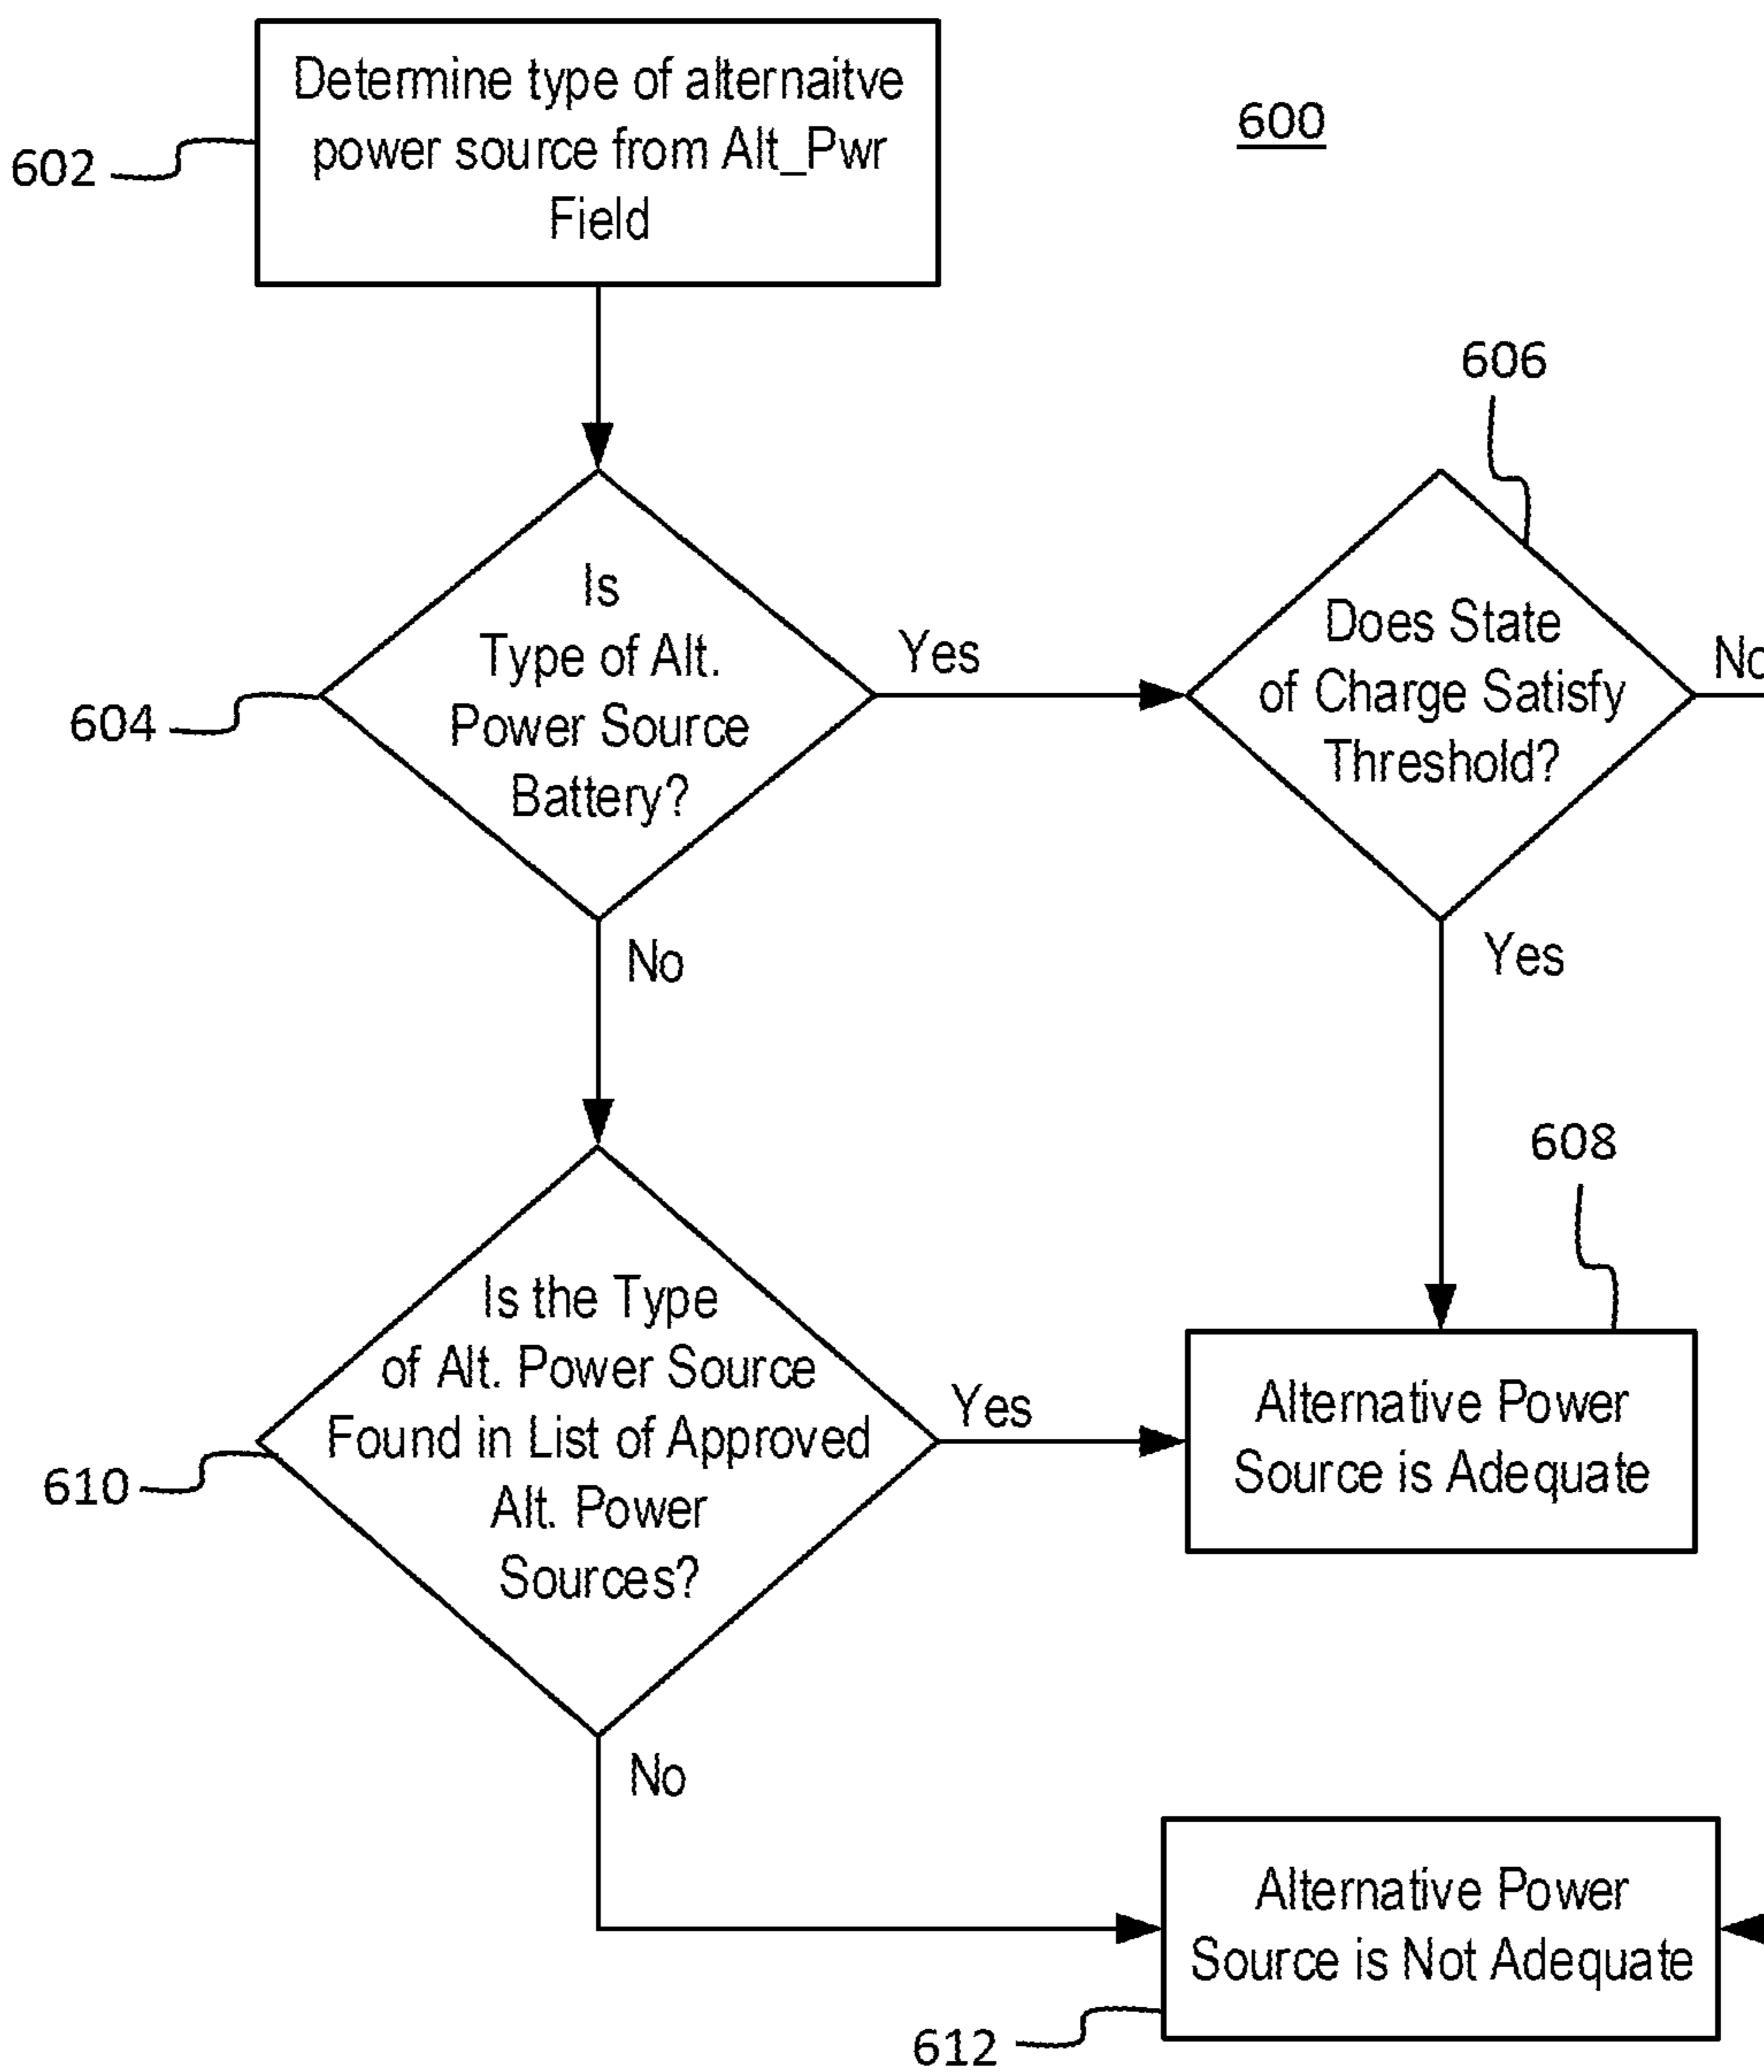 Determine type of alternaitve
power source from Alt_Pwr
Field
600
602
606
Is
Type of Alt.
Power Source
Battery?
604
Yes
Does State
of Charge Satisfy
Threshold?
No
No
Yes
608
Is the Type
of Alt. Power Source
Found in List of Approved
Alt. Power
Sources?
610
Yes
Alternative Power
Source is Adequate
No
Alternative Power
Source is Not Adequate
612